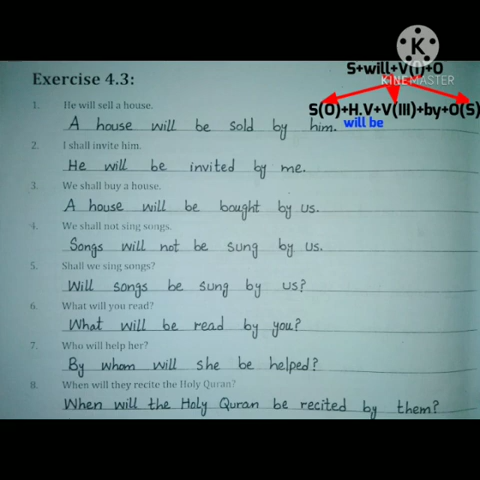 K
KINEMASTER
S+will+V(I)+O
S(O)+H.V+V(III)+by+O(S)
will be
Exercise 4.3:
1. He will sell a house.
A house will be sold by him.
2. I shall invite him.
He will be invited by me.
3. We shall buy a house.
A house will be bought by us.
4. We shall not sing songs.
Songs will not be sung by us.
5. Shall we sing songs?
Will songs be sung by us?
6. What will you read?
What will be read by you?
7. Who will help her?
By whom will she be helped?
8. When will they recite the Holy Quran?
When will the Holy Quran be recited by them?